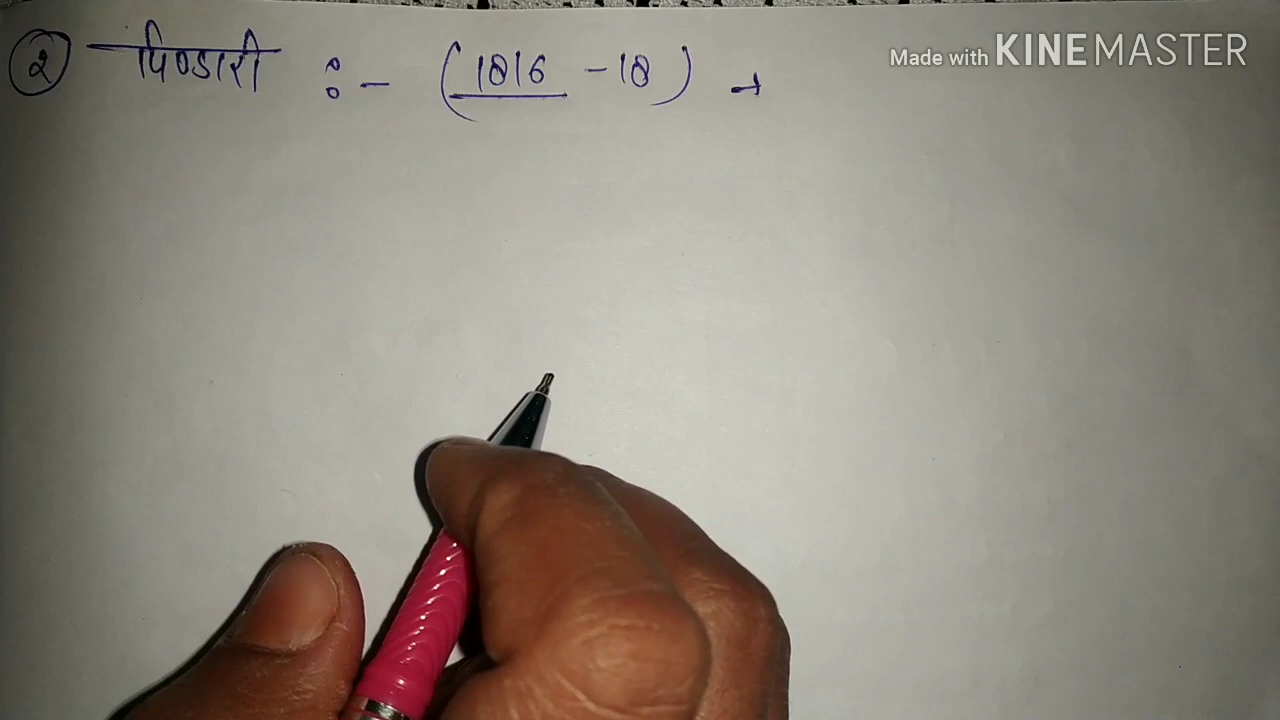 ② पिण्डारी :- (1816 - 18) →
Made with KINEMASTER